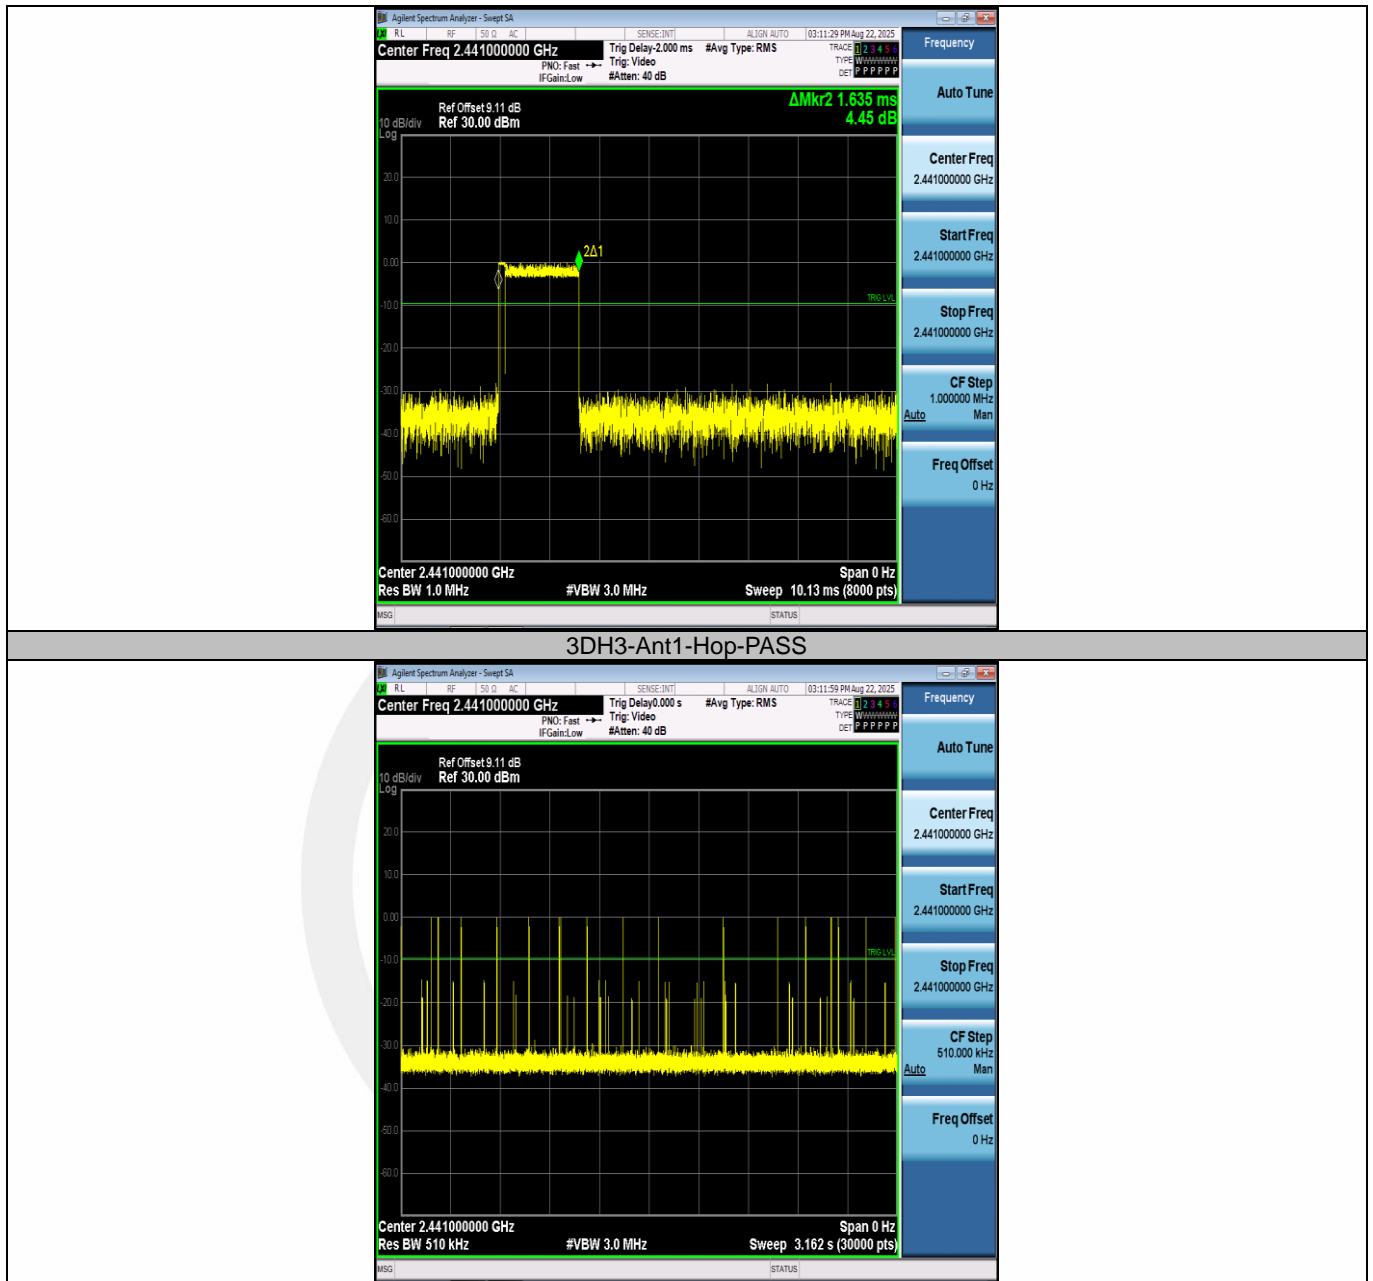 Agilent Spectrum Analyzer - Swept SA
RL RF 50 Ω AC SENSE:INT ALIGN AUTO 03:11:29 PM Aug 22, 2025
Center Freq 2.441000000 GHz
Trig Delay-2.000 ms #Avg Type: RMS
TRACE 1 2 3 4 5 6
PNO: Fast Trig: Video
TYPE WWWWWW
IFGain:Low #Atten: 40 dB
DET P P P P P P
Frequency
Auto Tune
Ref Offset 9.11 dB
ΔMkr2 1.635 ms
10 dB/div Ref 30.00 dBm
4.45 dB
Log
20.0
10.0
0.00
-10.0
-20.0
-30.0
-40.0
-50.0
-60.0
2Δ1
TRIG LVL
Center Freq
2.441000000 GHz
Start Freq
2.441000000 GHz
Stop Freq
2.441000000 GHz
CF Step
1.000000 MHz
Auto Man
Freq Offset
0 Hz
Center 2.441000000 GHz Span 0 Hz
Res BW 1.0 MHz #VBW 3.0 MHz Sweep 10.13 ms (8000 pts)
MSG STATUS
3DH3-Ant1-Hop-PASS
Agilent Spectrum Analyzer - Swept SA
RL RF 50 Ω AC SENSE:INT ALIGN AUTO 03:11:59 PM Aug 22, 2025
Center Freq 2.441000000 GHz
Trig Delay0.000 s #Avg Type: RMS
TRACE 1 2 3 4 5 6
PNO: Fast Trig: Video
TYPE WWWWWW
IFGain:Low #Atten: 40 dB
DET P P P P P P
Frequency
Auto Tune
Ref Offset 9.11 dB
10 dB/div Ref 30.00 dBm
Log
20.0
10.0
0.00
-10.0
-20.0
-30.0
-40.0
-50.0
-60.0
TRIG LVL
Center Freq
2.441000000 GHz
Start Freq
2.441000000 GHz
Stop Freq
2.441000000 GHz
CF Step
510.000 kHz
Auto Man
Freq Offset
0 Hz
Center 2.441000000 GHz Span 0 Hz
Res BW 510 kHz #VBW 3.0 MHz Sweep 3.162 s (30000 pts)
MSG STATUS